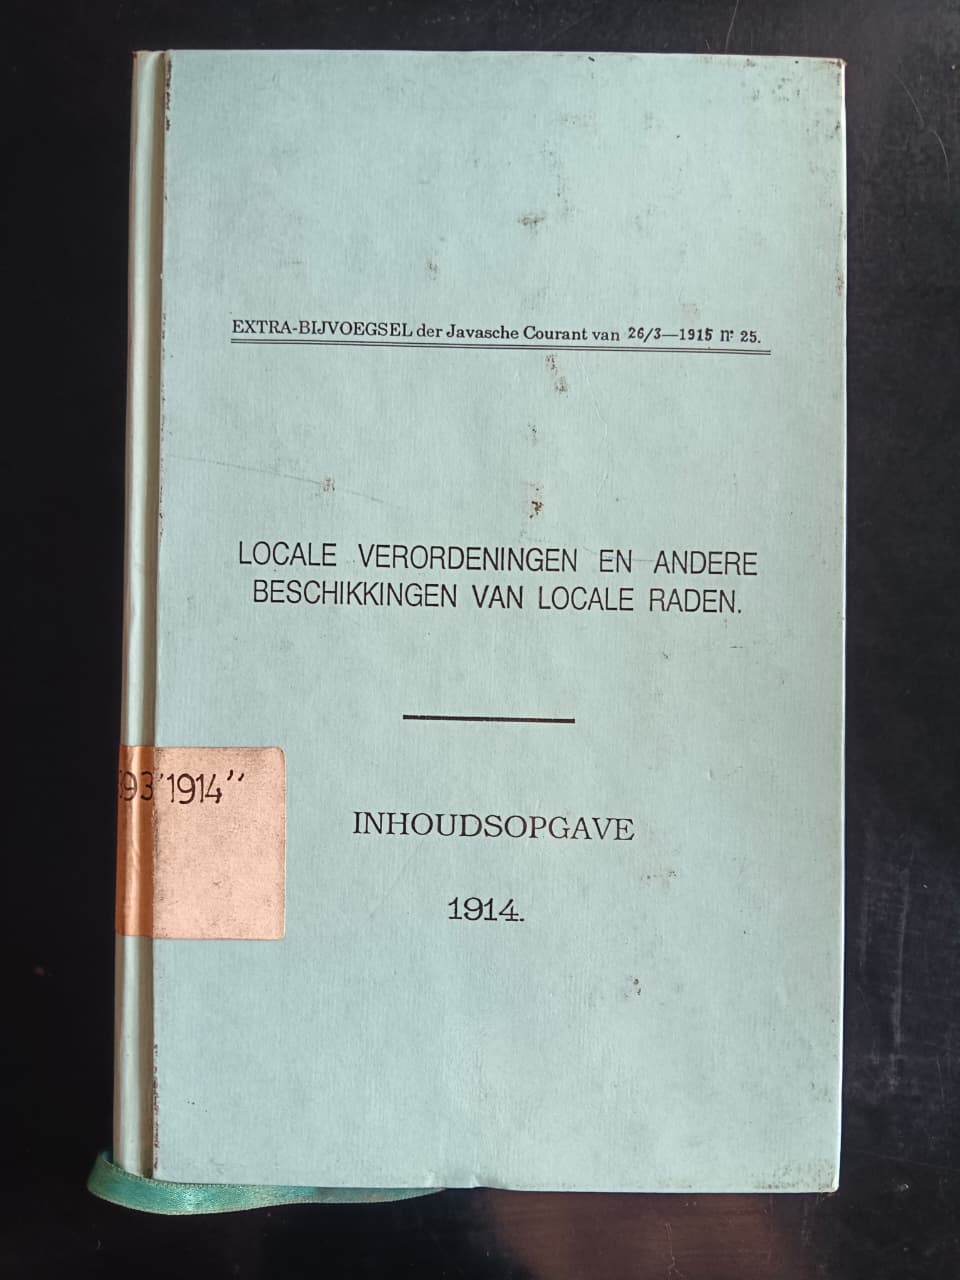 EXTRA-BIJVOEGSEL der Javasche Courant van 26/3—1915 nº 25.
LOCALE VERORDENINGEN EN ANDERE
BESCHIKKINGEN VAN LOCALE RADEN.
93 '1914''
INHOUDSOPGAVE
1914.